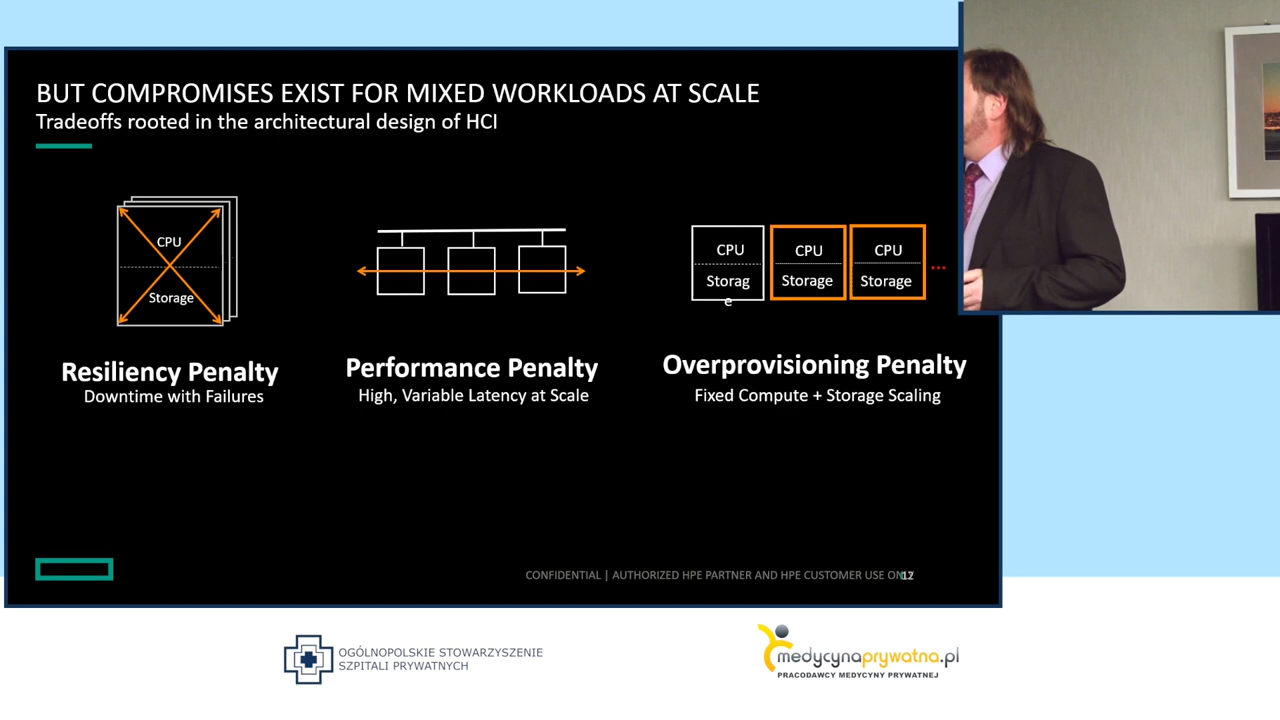 BUT COMPROMISES EXIST FOR MIXED WORKLOADS AT SCALE
Tradeoffs rooted in the architectural design of HCI
CPU
Storage
CPU
Storag
e
CPU
Storage
CPU
Storage
...
Resiliency Penalty
Downtime with Failures
Performance Penalty
High, Variable Latency at Scale
Overprovisioning Penalty
Fixed Compute + Storage Scaling
CONFIDENTIAL | AUTHORIZED HPE PARTNER AND HPE CUSTOMER USE ONLY
12
OGÓLNOPOLSKIE STOWARZYSZENIE
SZPITALI PRYWATNYCH
medycynaprywatna.pl
PRACODAWCY MEDYCYNY PRYWATNEJ